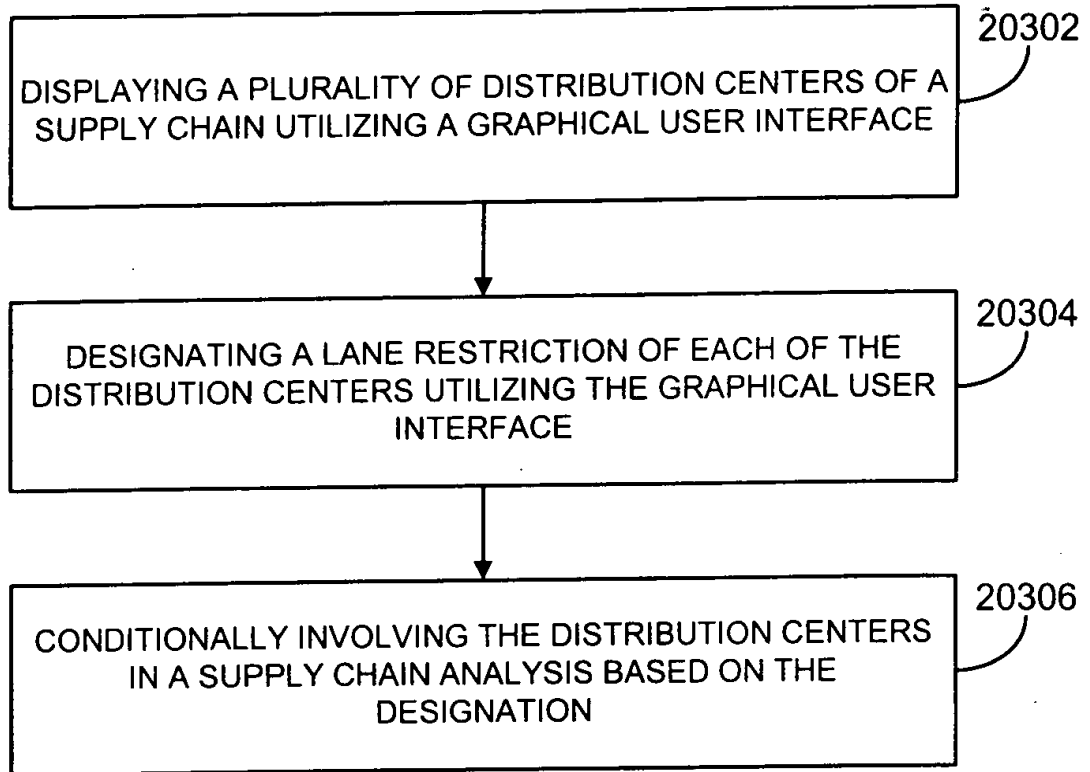 20302
DISPLAYING A PLURALITY OF DISTRIBUTION CENTERS OF A
SUPPLY CHAIN UTILIZING A GRAPHICAL USER INTERFACE
20304
DESIGNATING A LANE RESTRICTION OF EACH OF THE
DISTRIBUTION CENTERS UTILIZING THE GRAPHICAL USER
INTERFACE
20306
CONDITIONALLY INVOLVING THE DISTRIBUTION CENTERS
IN A SUPPLY CHAIN ANALYSIS BASED ON THE
DESIGNATION